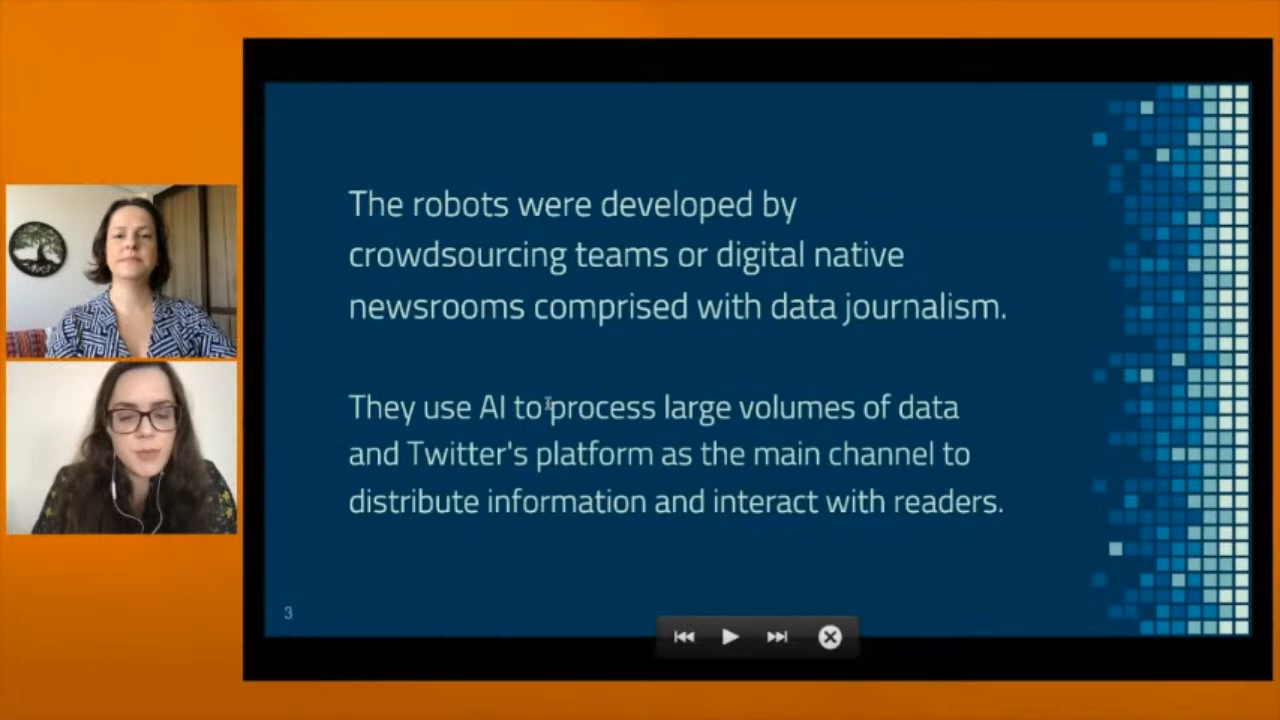 The robots were developed by
crowdsourcing teams or digital native
newsrooms comprised with data journalism.
They use AI to process large volumes of data
and Twitter's platform as the main channel to
distribute information and interact with readers.
3